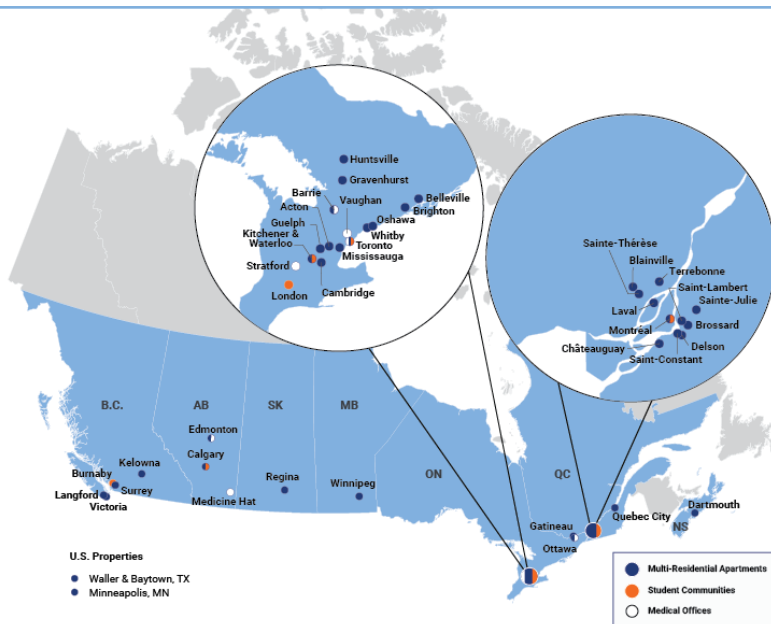 Huntsville
Gravenhurst
Barrie
Vaughan
Belleville
Acton
Brighton
Guelph
Oshawa
Kitchener &
Waterloo
Whitby
Toronto
Mississauga
Stratford
London
Cambridge
Sainte-Thérèse
Blainville
Terrebonne
Saint-Lambert
Sainte-Julie
Laval
Montréal
Brossard
Châteauguay
Delson
Saint-Constant
B.C.
AB
SK
MB
ON
QC
NS
Edmonton
Calgary
Kelowna
Burnaby
Surrey
Langford
Victoria
Medicine Hat
Regina
Winnipeg
Gatineau
Ottawa
Quebec City
Dartmouth
U.S. Properties
Waller & Baytown, TX
Minneapolis, MN
Multi-Residential Apartments
Student Communities
Medical Offices